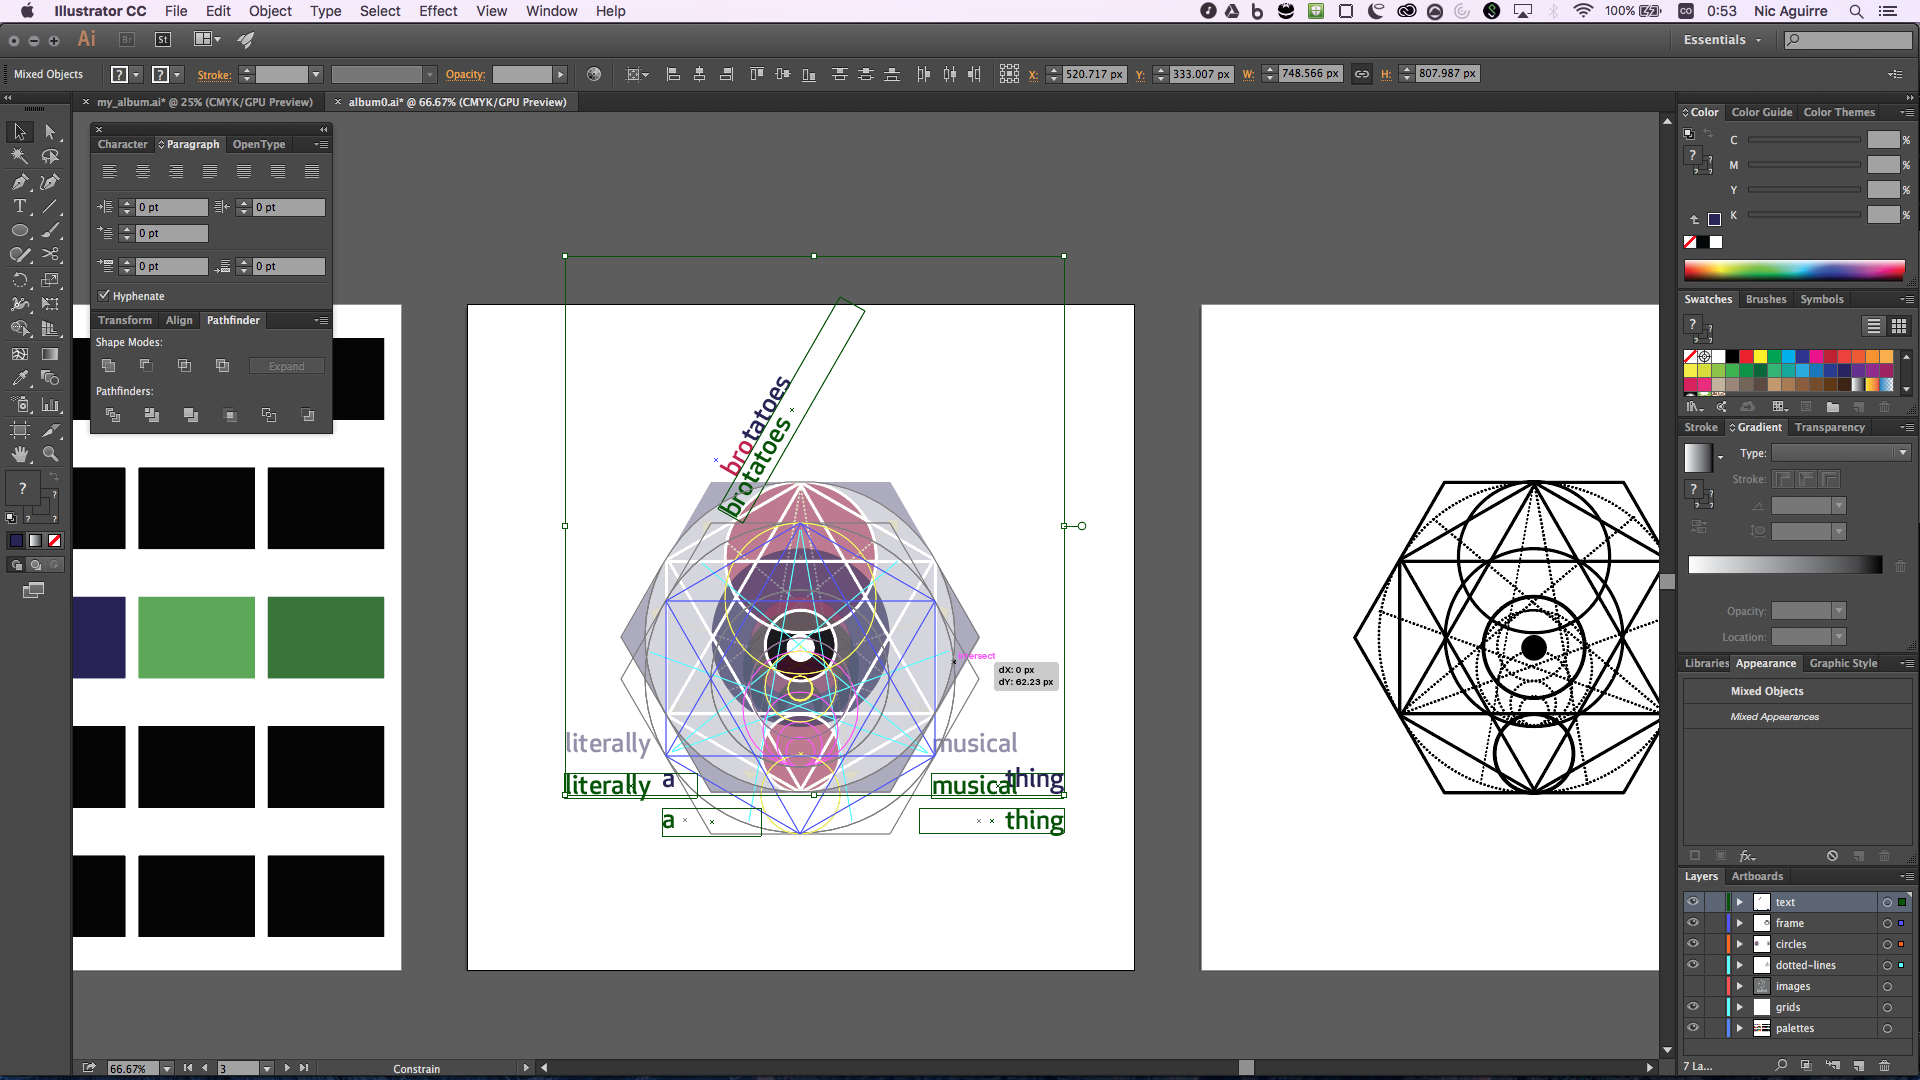 Illustrator CC File Edit Object Type Select Effect View Window Help 100% 0:53 Nic Aguirre
Ai Br St Essentials
Mixed Objects ? ? Stroke: Opacity: X: 520.717 px Y: 333.007 px W: 748.566 px H: 807.987 px
× my_album.ai* @ 25% (CMYK/GPU Preview) × album0.ai* @ 66.67% (CMYK/GPU Preview)
Character Paragraph OpenType
0 pt 0 pt
0 pt
0 pt 0 pt
Hyphenate
Transform Align Pathfinder
Shape Modes:
Expand
Pathfinders:
brotatoes
brotatoes
intersect
dX: 0 px
dY: 62.23 px
literally
musical
literally
a
musical
thing
a
thing
Color Color Guide Color Themes
C %
M %
Y %
K %
Swatches Brushes Symbols
Stroke Gradient Transparency
Type:
Stroke:
Opacity:
Location:
Libraries Appearance Graphic Style
Mixed Objects
Mixed Appearances
fx
Layers Artboards
text
frame
circles
dotted-lines
images
grids
palettes
7 La...
66.67% 3 Constrain